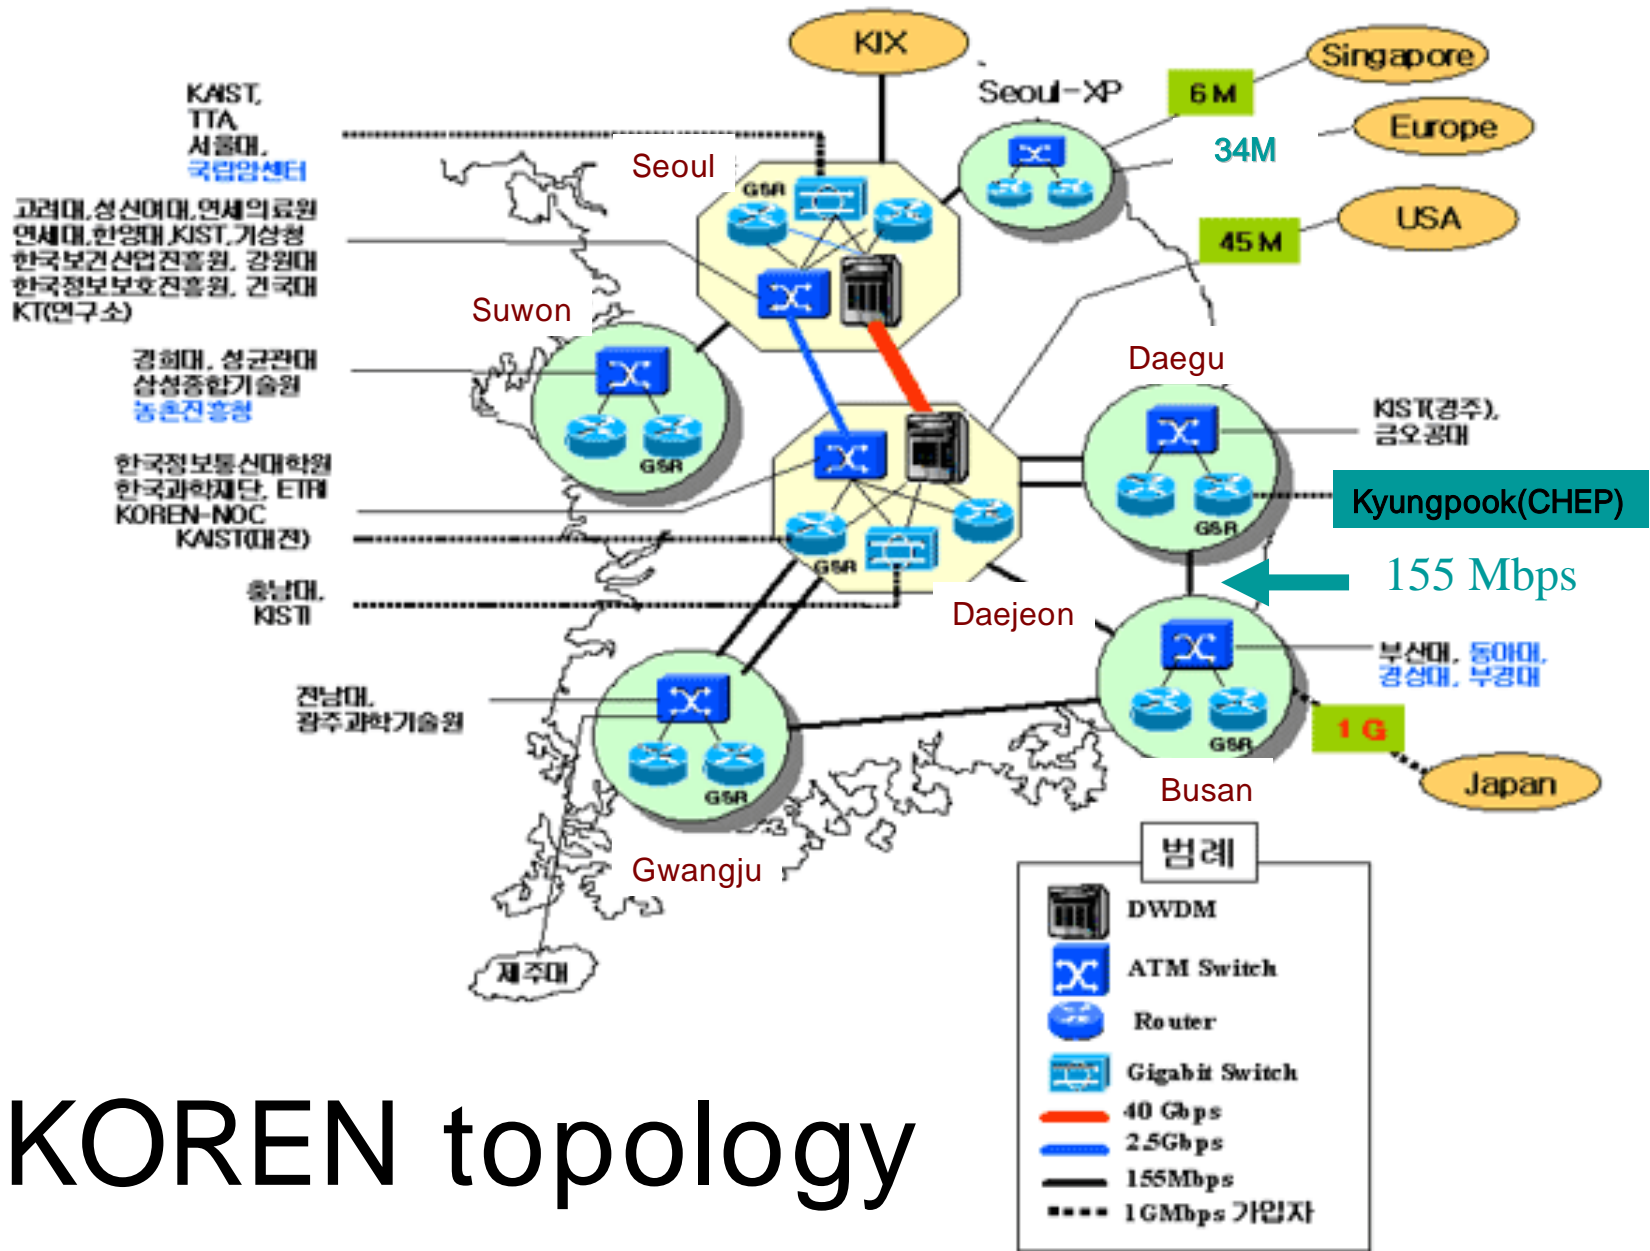 KIX
Singapore
Seoul-XP
6 M
Europe
34M
USA
45 M
KAIST,
TTA,
서울대,
국립암센터
Seoul
GSR
고려대,성신여대,연세의료원
연세대,한양대,KIST,기상청
한국보건산업진흥원, 강원대
한국정보보호진흥원, 건국대
KT(연구소)
Suwon
경희대, 성균관대
삼성종합기술원
농촌진흥청
GSR
Daegu
KIST(경주),
금오공대
Kyungpook(CHEP)
GSR
155 Mbps
한국정보통신대학원
한국과학재단, ETRI
KOREN-NOC
KAIST(대전)
GSR
충남대,
KISTI
Daejeon
부산대, 동아대,
경성대, 부경대
GSR
1 G
Japan
Busan
전남대,
광주과학기술원
GSR
Gwangju
제주대
범례
DWDM
ATM Switch
Router
Gigabit Switch
40 Gbps
2.5Gbps
155Mbps
1GMbps 가입자
KOREN topology